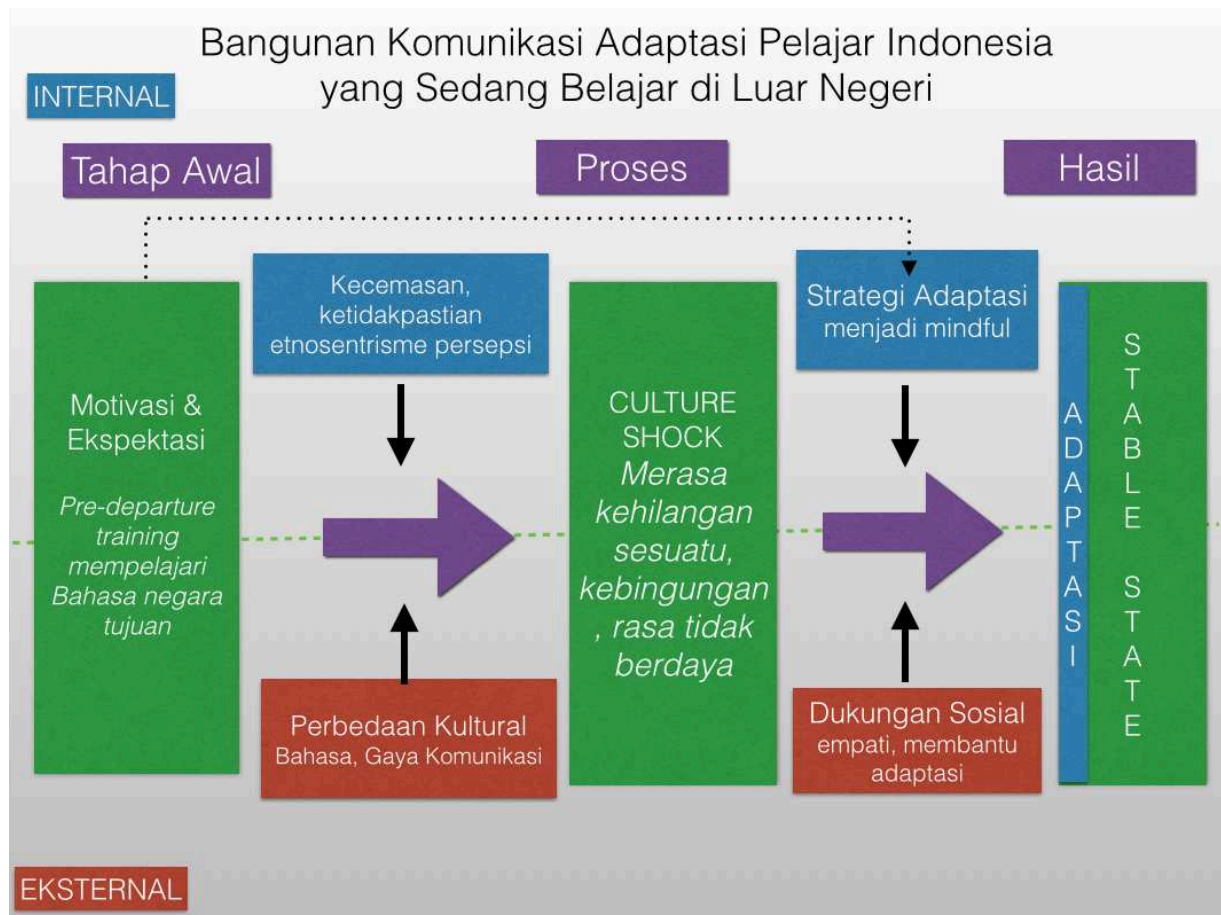 Bangunan Komunikasi Adaptasi Pelajar Indonesia
yang Sedang Belajar di Luar Negeri
INTERNAL
Tahap Awal
Proses
Hasil
Motivasi &
Ekspektasi
Pre-departure
training
mempelajari
Bahasa negara
tujuan
Kecemasan,
ketidakpastian
etnosentrisme persepsi
Perbedaan Kultural
Bahasa, Gaya Komunikasi
CULTURE
SHOCK
Merasa
kehilangan
sesuatu,
kebingungan
, rasa tidak
berdaya
Strategi Adaptasi
menjadi mindful
Dukungan Sosial
empati, membantu
adaptasi
ADAPTASI
STABLE STATE
EKSTERNAL